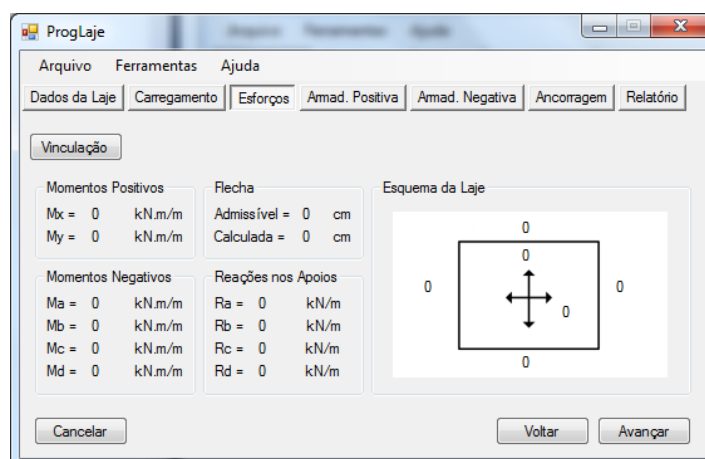 ProgLaje
Arquivo Ferramentas Ajuda
Dados da Laje Carregamento Esforços Armad. Positiva Armad. Negativa Ancorragem Relatório
Vinculação
Momentos Positivos
Mx = 0 kN.m/m
My = 0 kN.m/m
Flecha
Admissível = 0 cm
Calculada = 0 cm
Momentos Negativos
Ma = 0 kN.m/m
Mb = 0 kN.m/m
Mc = 0 kN.m/m
Md = 0 kN.m/m
Reações nos Apoios
Ra = 0 kN/m
Rb = 0 kN/m
Rc = 0 kN/m
Rd = 0 kN/m
Esquema da Laje
0
0
0 0
0
0
Cancelar Voltar Avançar